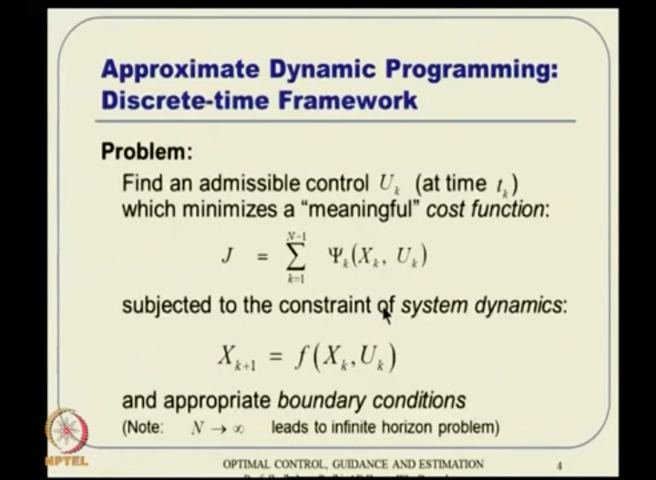 Approximate Dynamic Programming:
Discrete-time Framework
Problem:
Find an admissible control U_k (at time t_k)
which minimizes a “meaningful” cost function:
J = ∑_{k=1}^{N-1} Ψ_k(X_k, U_k)
subjected to the constraint of system dynamics:
X_{k+1} = f(X_k, U_k)
and appropriate boundary conditions
(Note: N → ∞ leads to infinite horizon problem)
NPTEL
OPTIMAL CONTROL, GUIDANCE AND ESTIMATION
4